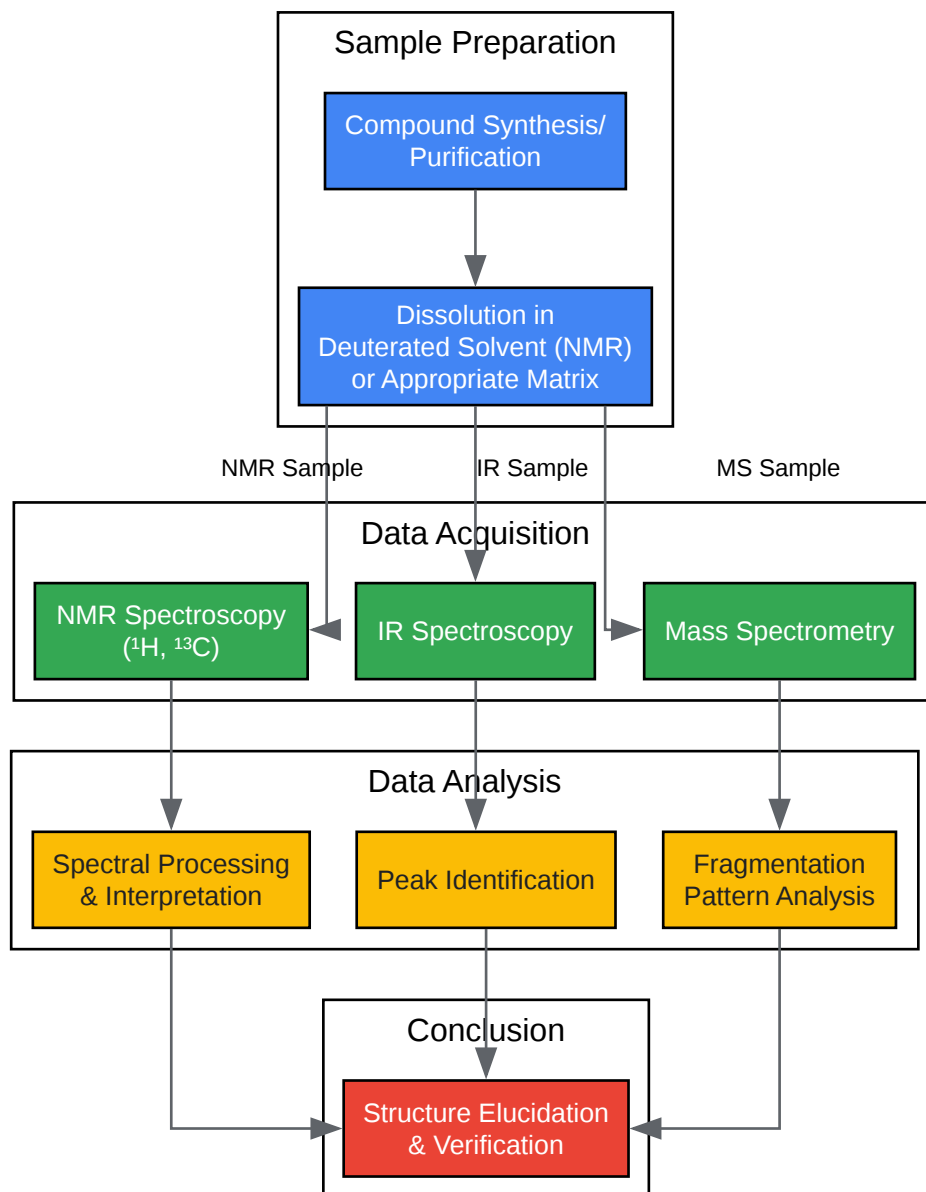 Sample Preparation
Compound Synthesis/
Purification
Dissolution in
Deuterated Solvent (NMR)
or Appropriate Matrix
NMR Sample
IR Sample
MS Sample
Data Acquisition
NMR Spectroscopy
(¹H, ¹³C)
IR Spectroscopy
Mass Spectrometry
Data Analysis
Spectral Processing
& Interpretation
Peak Identification
Fragmentation
Pattern Analysis
Conclusion
Structure Elucidation
& Verification